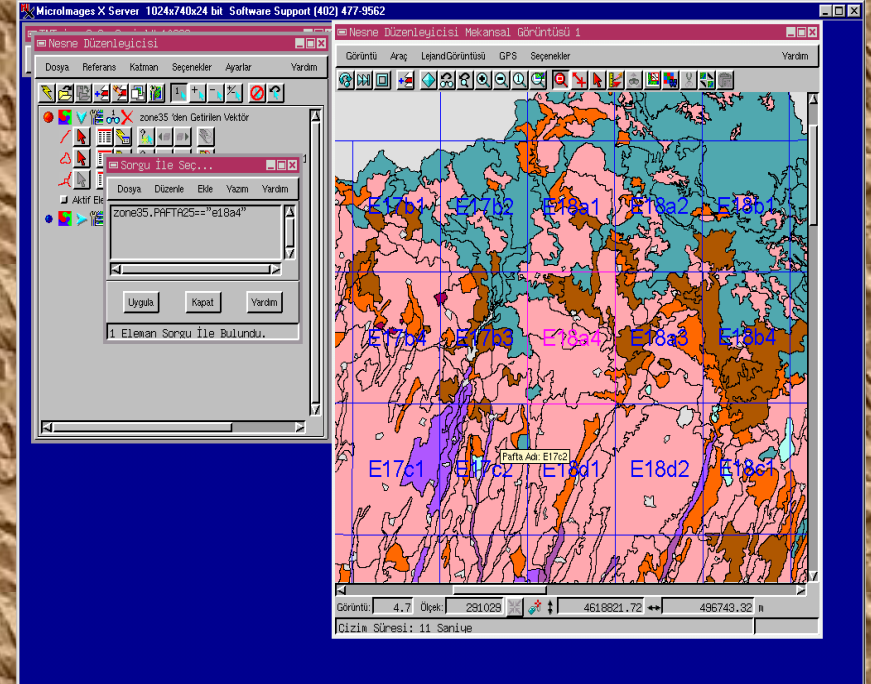 MicroImages X Server 1024x740x24 bit Software Support (402) 477-9562
Nesne Düzenleyicisi
Dosya Referans Katman Seçenekler Ayarlar Yardım
zone35 'den Getirilen Vektör
Aktif Ele
Sorgu İle Seç...
Dosya Düzenle Ekle Yazım Yardım
zone35.PAFTA25=="e18a4"
Uygula Kapat Yardım
1 Eleman Sorgu İle Bulundu.
Nesne Düzenleyicisi Mekansal Görüntüsü 1
Görüntü Araç LejandGörüntüsü GPS Seçenekler Yardım
E17b1 E17b2 E18a1 E18a2 E18b1
E17b4 E17b3 E18a4 E18a3 E18b4
Pafta Adı: E17c2
E17c1 E17c2 E18d1 E18d2 E18c1
Görüntü: 4.7 Ölçek: 291029 4618821.72 496743.32 m
Çizim Süresi: 11 Saniye